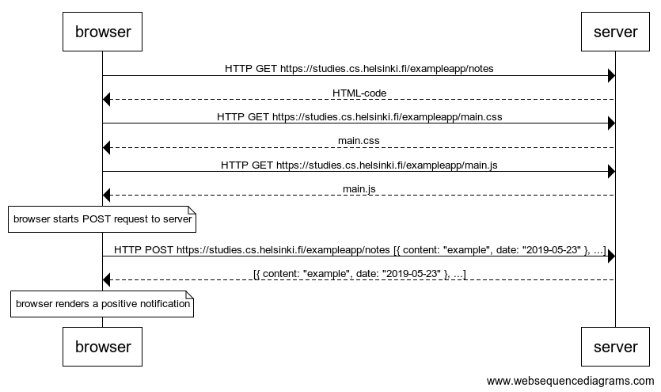 browser server
HTTP GET https://studies.cs.helsinki.fi/exampleapp/notes
HTML-code
HTTP GET https://studies.cs.helsinki.fi/exampleapp/main.css
main.css
HTTP GET https://studies.cs.helsinki.fi/exampleapp/main.js
main.js
browser starts POST request to server
HTTP POST https://studies.cs.helsinki.fi/exampleapp/notes [{ content: "example", date: "2019-05-23" }, ...]
[{ content: "example", date: "2019-05-23" }, ...]
browser renders a positive notification
browser server
www.websequencediagrams.com